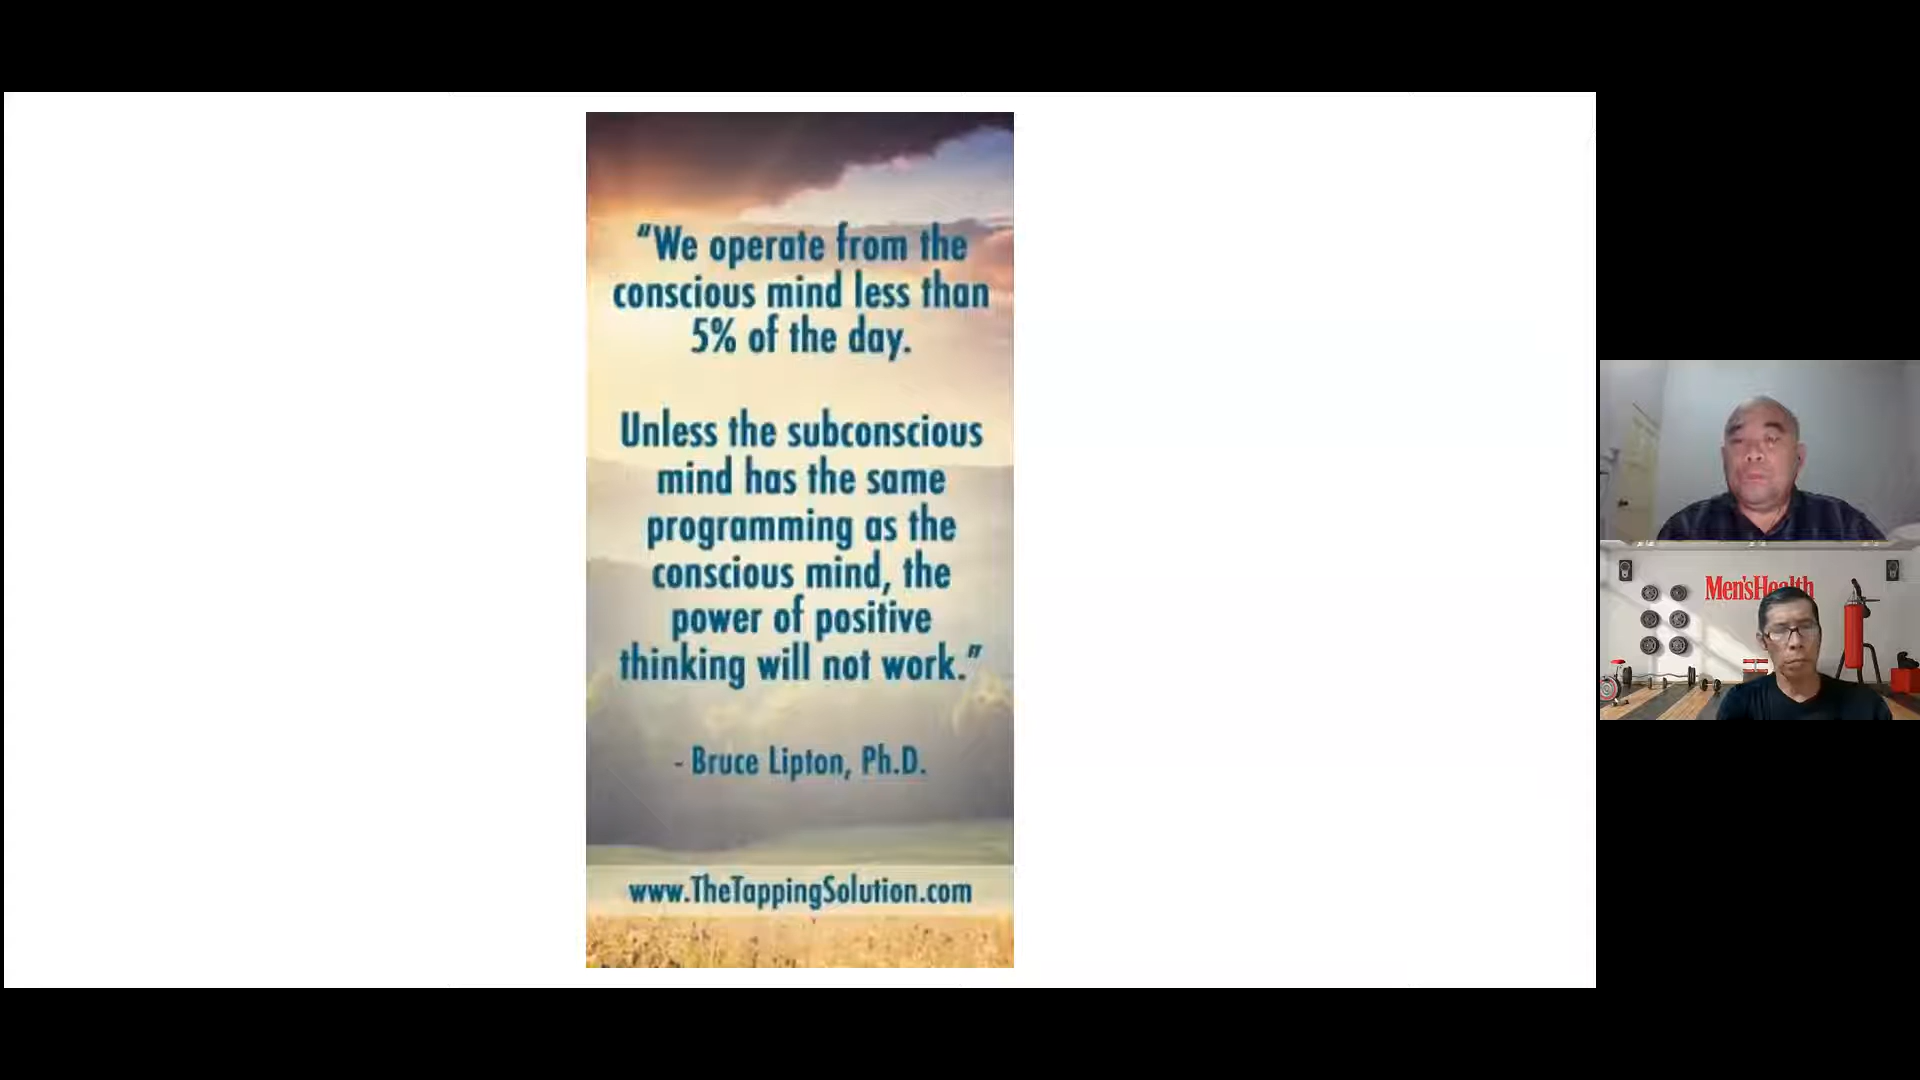 “We operate from the
conscious mind less than
5% of the day.
Unless the subconscious
mind has the same
programming as the
conscious mind, the
power of positive
thinking will not work.”
- Bruce Lipton, Ph.D.
www.TheTappingSolution.com
Men'sHealth